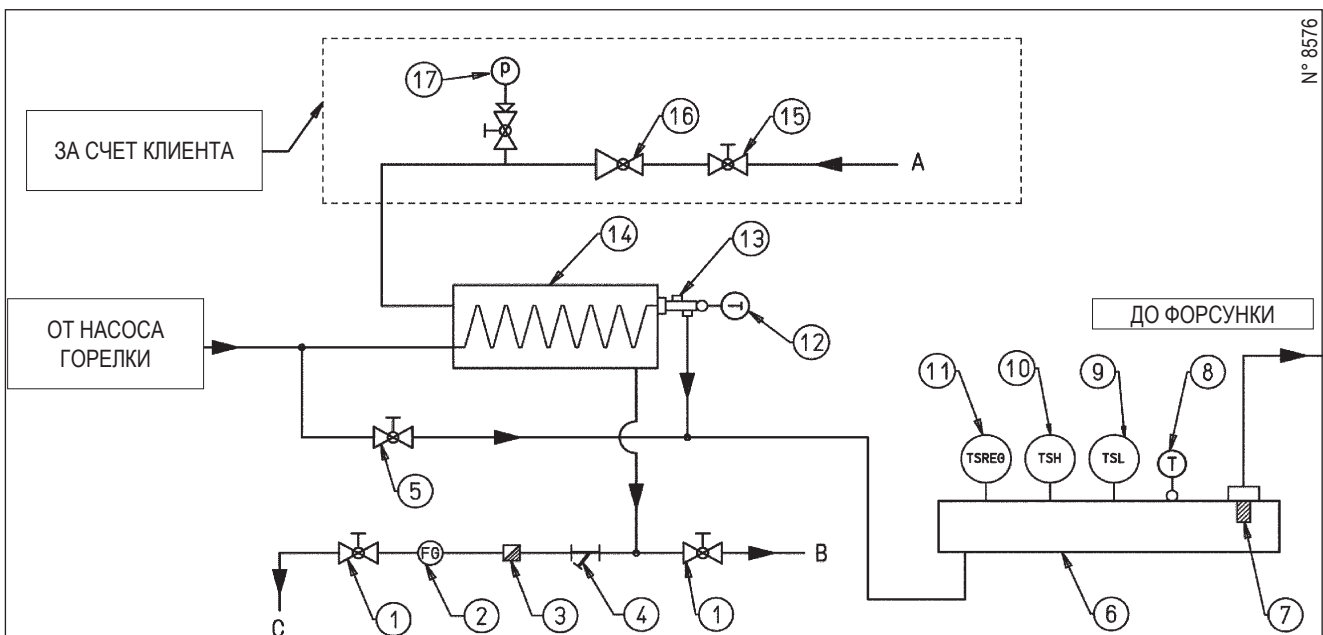 N° 8576
17
P
16
15
ЗА СЧЕТ КЛИЕНТА
A
14
13
12
ОТ НАСОСА
ГОРЕЛКИ
ДО ФОРСУНКИ
11
10
9
8
TSREG
TSH
TSL
T
5
FG
B
1
2
3
4
1
6
7
C